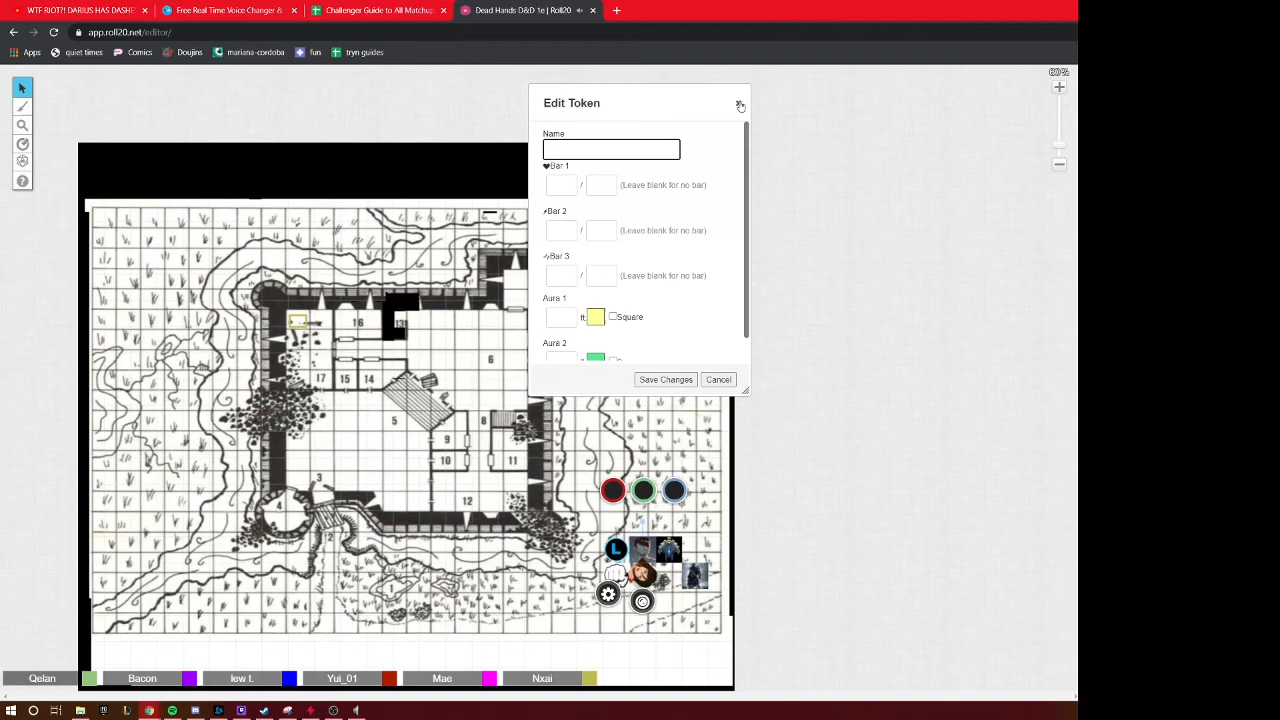 WTF RIOT?! DARIUS HAS DASHES
Free Real Time Voice Changer &
Challenger Guide to All Matchup
Dead Hands D&D 1e | Roll20
app.roll20.net/editor/
Apps
quiet times
Comics
Doujins
mariana-cordoba
fun
tryn guides
60%
Edit Token
Name
Bar 1
/
(Leave blank for no bar)
Bar 2
/
(Leave blank for no bar)
Bar 3
/
(Leave blank for no bar)
Aura 1
ft.
Square
Aura 2
Save Changes
Cancel
16
13
6
17
15
14
5
8
9
10
11
3
4
12
2
L
Qelan
Bacon
lew t.
Yui_01
Mae
Nxai